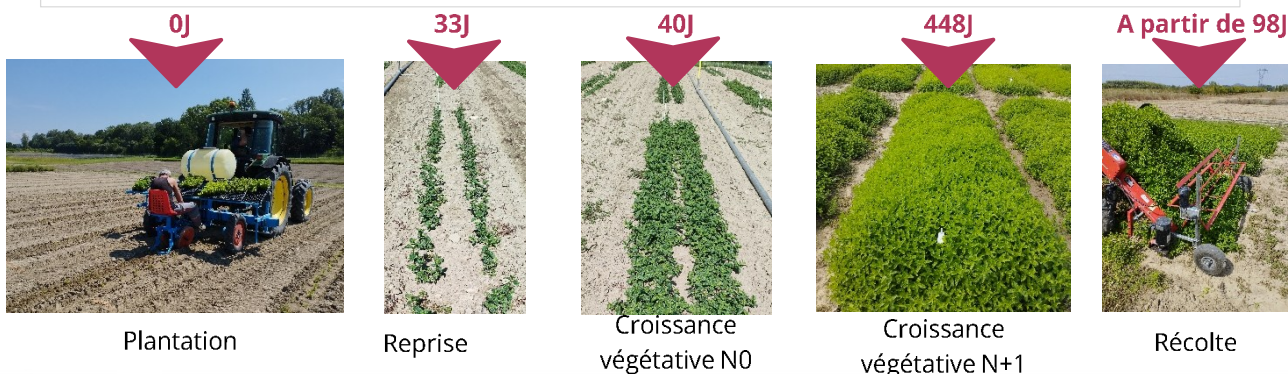 0J
33J
40J
448J
A partir de 98J
Plantation
Reprise
Croissance
végétative N0
Croissance
végétative N+1
Récolte